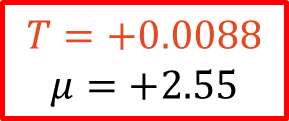 T = +0.0088
μ = +2.55